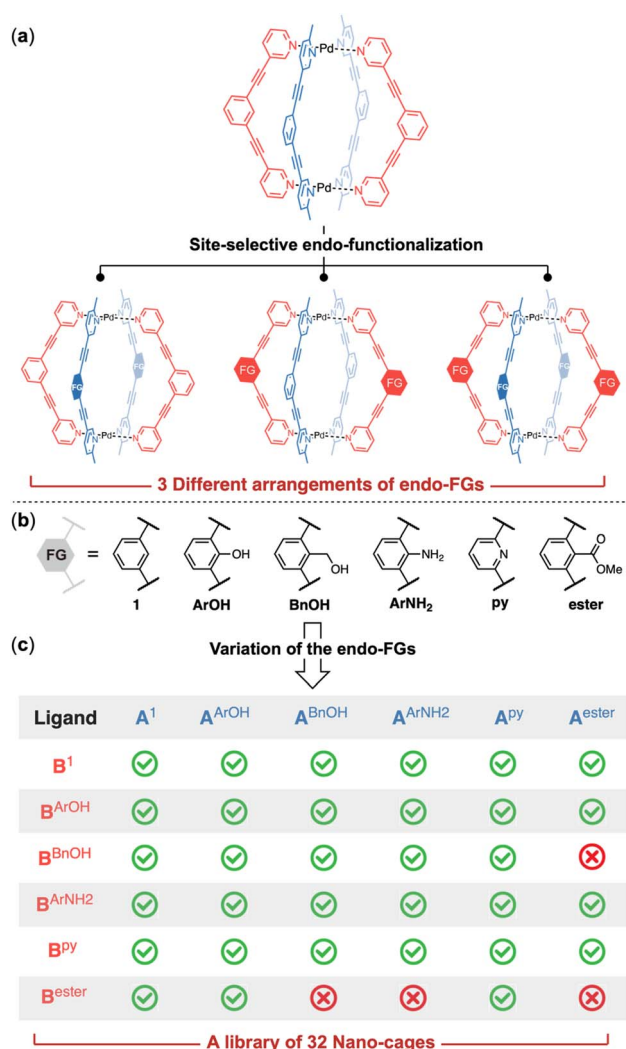 (a)
N Pd N
N N
N Pd N
N N
Site-selective endo-functionalization
N Pd N
N N
FG FG
N Pd N
N N
N Pd N
N N
FG FG
N Pd N
N N
N Pd N
N N
FG FG FG FG
N Pd N
N N
3 Different arrangements of endo-FGs
(b)
FG =
OH
OH
NH2
N
O
OMe
1 ArOH BnOH ArNH2 py ester
Variation of the endo-FGs
(c)
Ligand A1 AArOH ABnOH AArNH2 Apy Aester
B1
BArOH
BBnOH
BArNH2
Bpy
Bester
A library of 32 Nano-cages